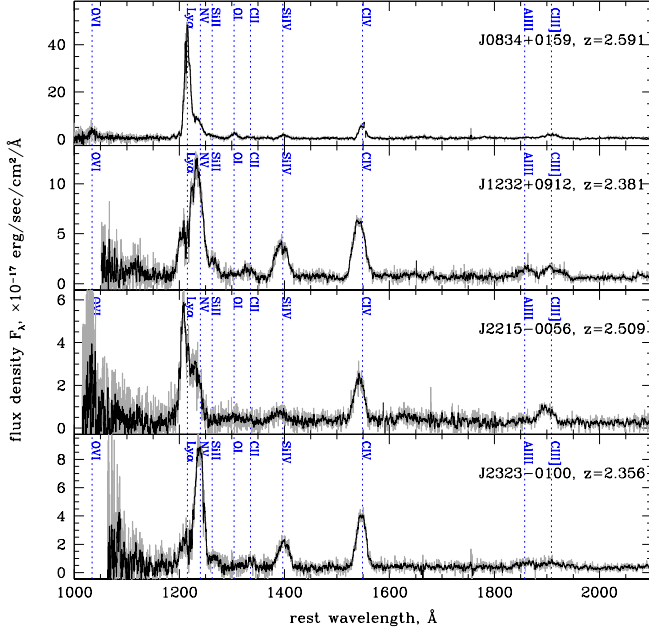 OVI Lyα NV SiII OI CII SiIV CIV AlIII CIII]
J0834+0159, z=2.591
0 20 40
OVI Lyα NV SiII OI CII SiIV CIV AlIII CIII]
J1232+0912, z=2.381
0 5 10
OVI Lyα NV SiII OI CII SiIV CIV AlIII CIII]
J2215−0056, z=2.509
0 2 4 6
OVI Lyα NV SiII OI CII SiIV CIV AlIII CIII]
J2323−0100, z=2.356
0 2 4 6 8
flux density F_λ, ×10⁻¹⁷ erg/sec/cm²/Å
1000 1200 1400 1600 1800 2000
rest wavelength, Å